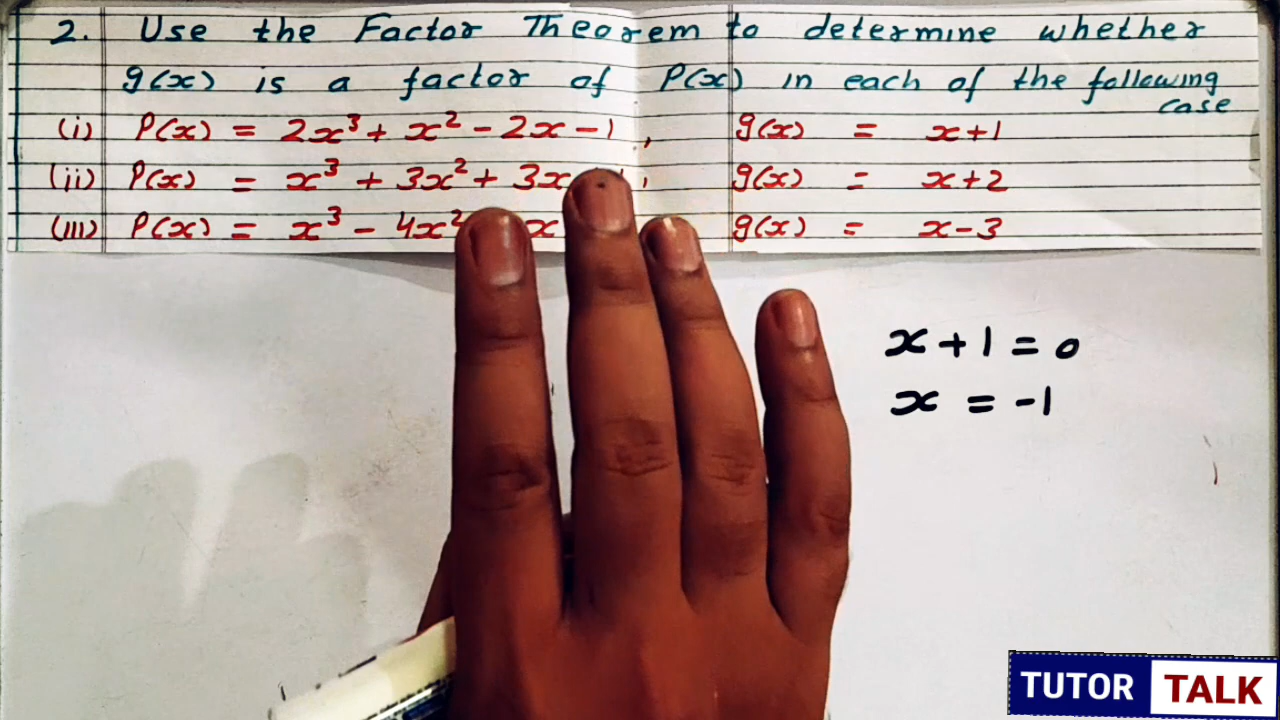 2. Use the Factor Theorem to determine whether
g(x) is a factor of P(x) in each of the following
case
(i) P(x) = 2x³ + x² - 2x - 1, g(x) = x+1
(ii) P(x) = x³ + 3x² + 3x g(x) = x+2
(iii) P(x) = x³ - 4x² x g(x) = x-3
x + 1 = 0
x = -1
TUTOR TALK